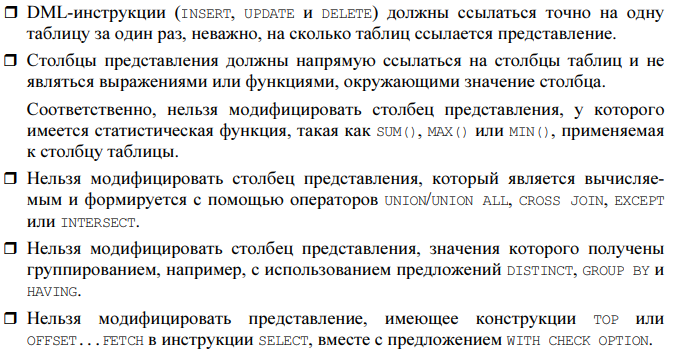 ❒ DML-инструкции (INSERT, UPDATE и DELETE) должны ссылаться точно на одну
таблицу за один раз, неважно, на сколько таблиц ссылается представление.
❒ Столбцы представления должны напрямую ссылаться на столбцы таблиц и не
являться выражениями или функциями, окружающими значение столбца.
Соответственно, нельзя модифицировать столбец представления, у которого
имеется статистическая функция, такая как SUM(), MAX() или MIN(), применяемая
к столбцу таблицы.
❒ Нельзя модифицировать столбец представления, который является вычисляе-
мым и формируется с помощью операторов UNION/UNION ALL, CROSS JOIN, EXCEPT
или INTERSECT.
❒ Нельзя модифицировать столбец представления, значения которого получены
группированием, например, с использованием предложений DISTINCT, GROUP BY и
HAVING.
❒ Нельзя модифицировать представление, имеющее конструкции TOP или
OFFSET...FETCH в инструкции SELECT, вместе с предложением WITH CHECK OPTION.